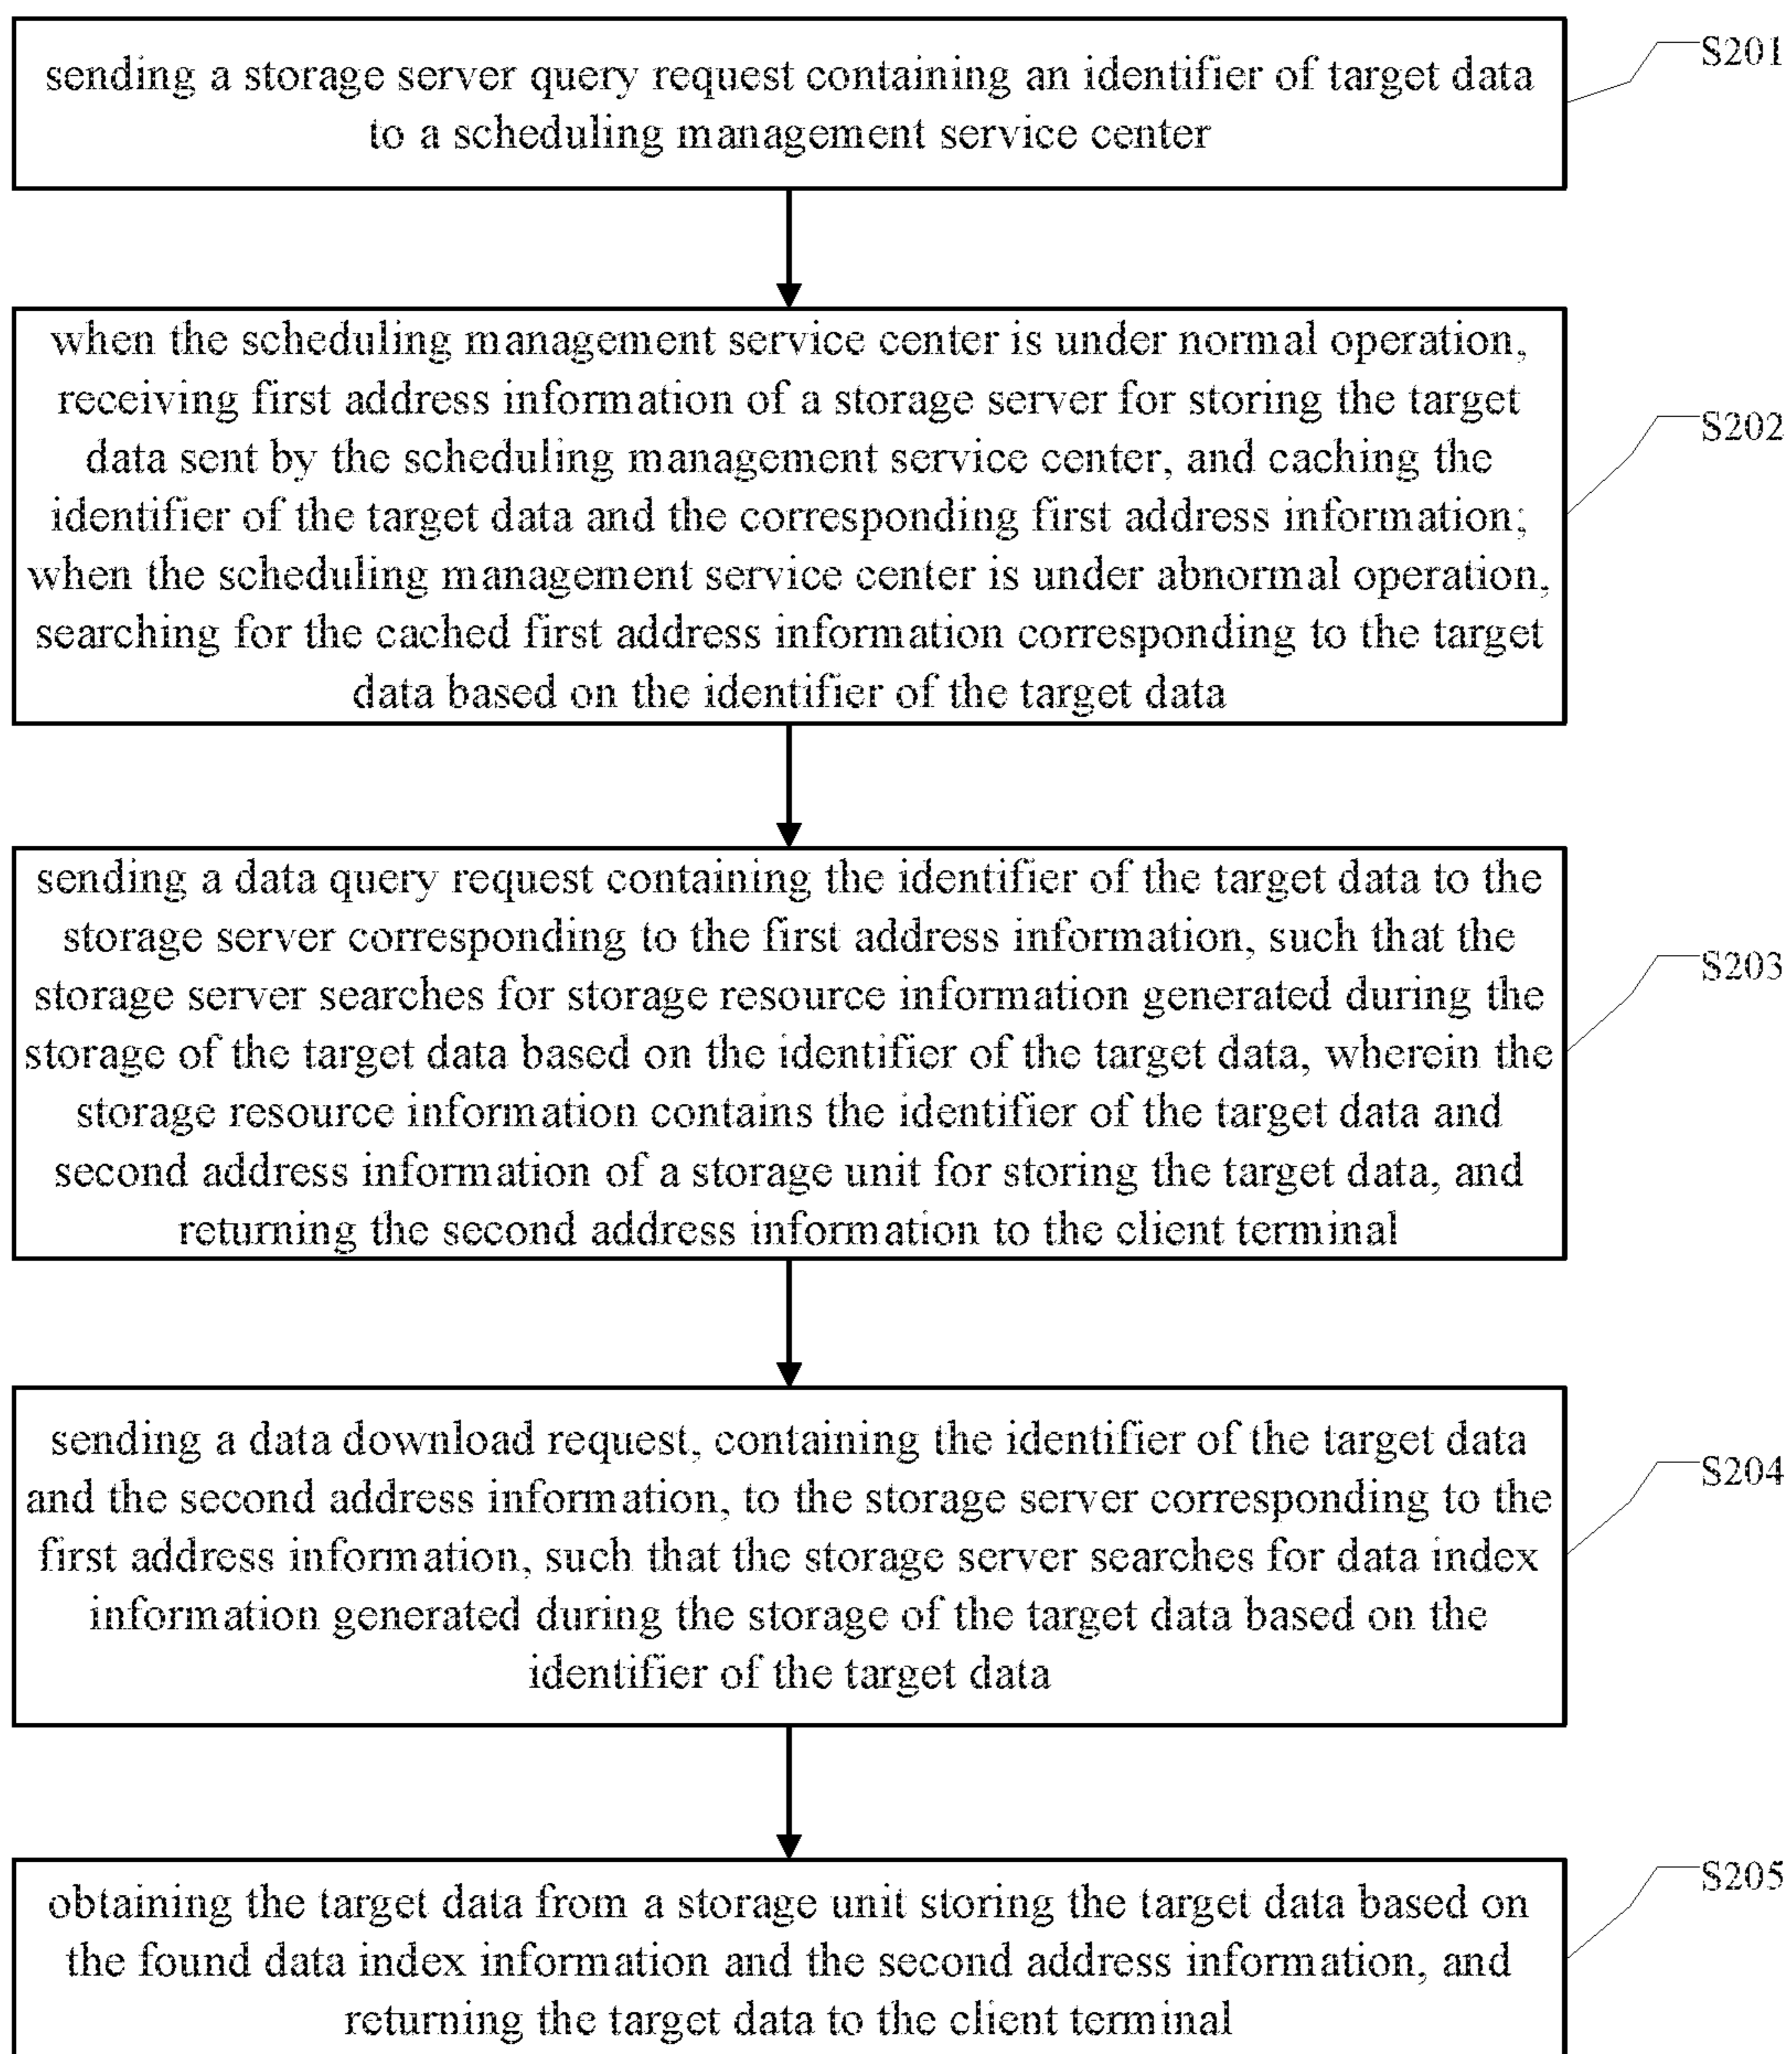 sending a storage server query request containing an identifier of target data
to a scheduling management service center
S201
when the scheduling management service center is under normal operation,
receiving first address information of a storage server for storing the target
data sent by the scheduling management service center, and caching the
identifier of the target data and the corresponding first address information;
when the scheduling management service center is under abnormal operation,
searching for the cached first address information corresponding to the target
data based on the identifier of the target data
S202
sending a data query request containing the identifier of the target data to the
storage server corresponding to the first address information, such that the
storage server searches for storage resource information generated during the
storage of the target data based on the identifier of the target data, wherein the
storage resource information contains the identifier of the target data and
second address information of a storage unit for storing the target data, and
returning the second address information to the client terminal
S203
sending a data download request, containing the identifier of the target data
and the second address information, to the storage server corresponding to the
first address information, such that the storage server searches for data index
information generated during the storage of the target data based on the
identifier of the target data
S204
obtaining the target data from a storage unit storing the target data based on
the found data index information and the second address information, and
returning the target data to the client terminal
S205